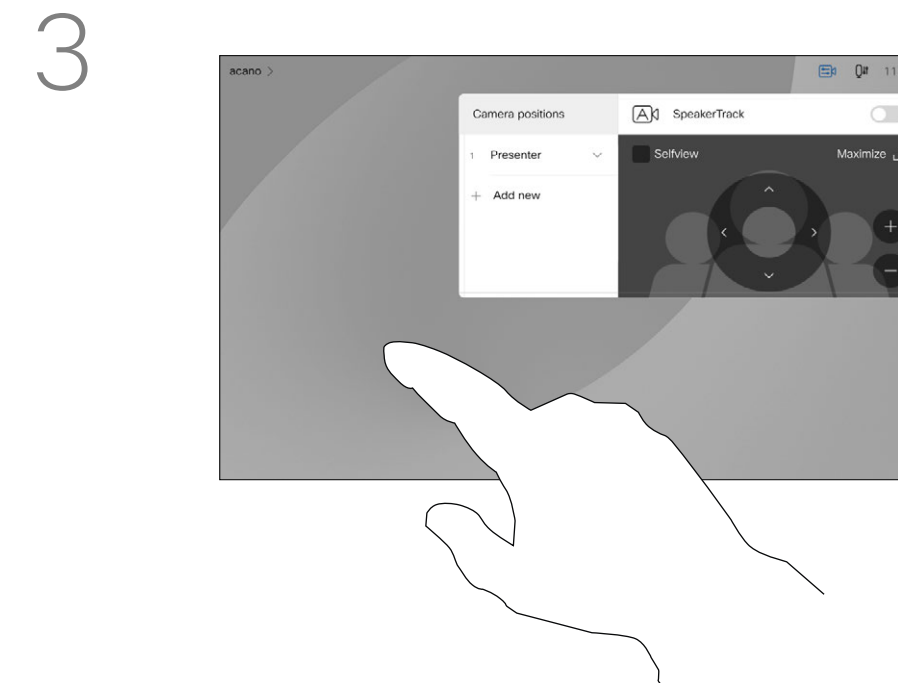 3
acano >
11
Camera positions
A SpeakerTrack
1 Presenter
Selfview
Maximize
+ Add new